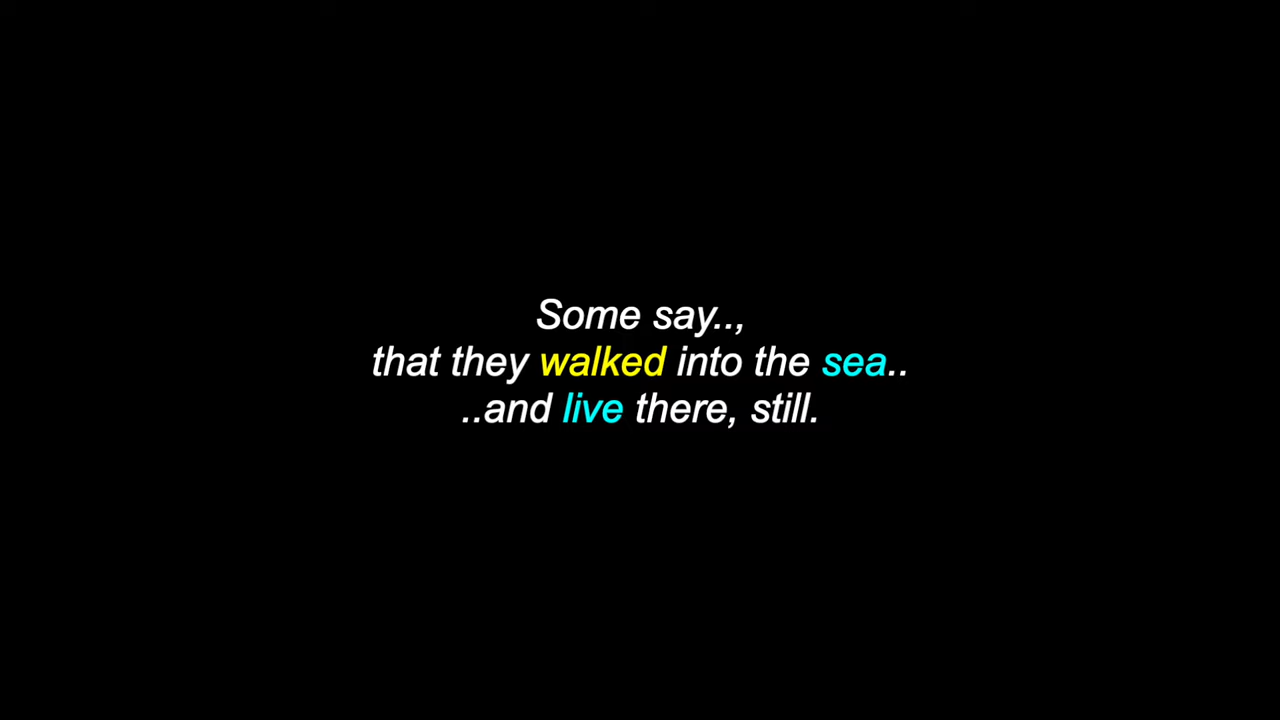 Some say..,
that they walked into the sea..
..and live there, still.